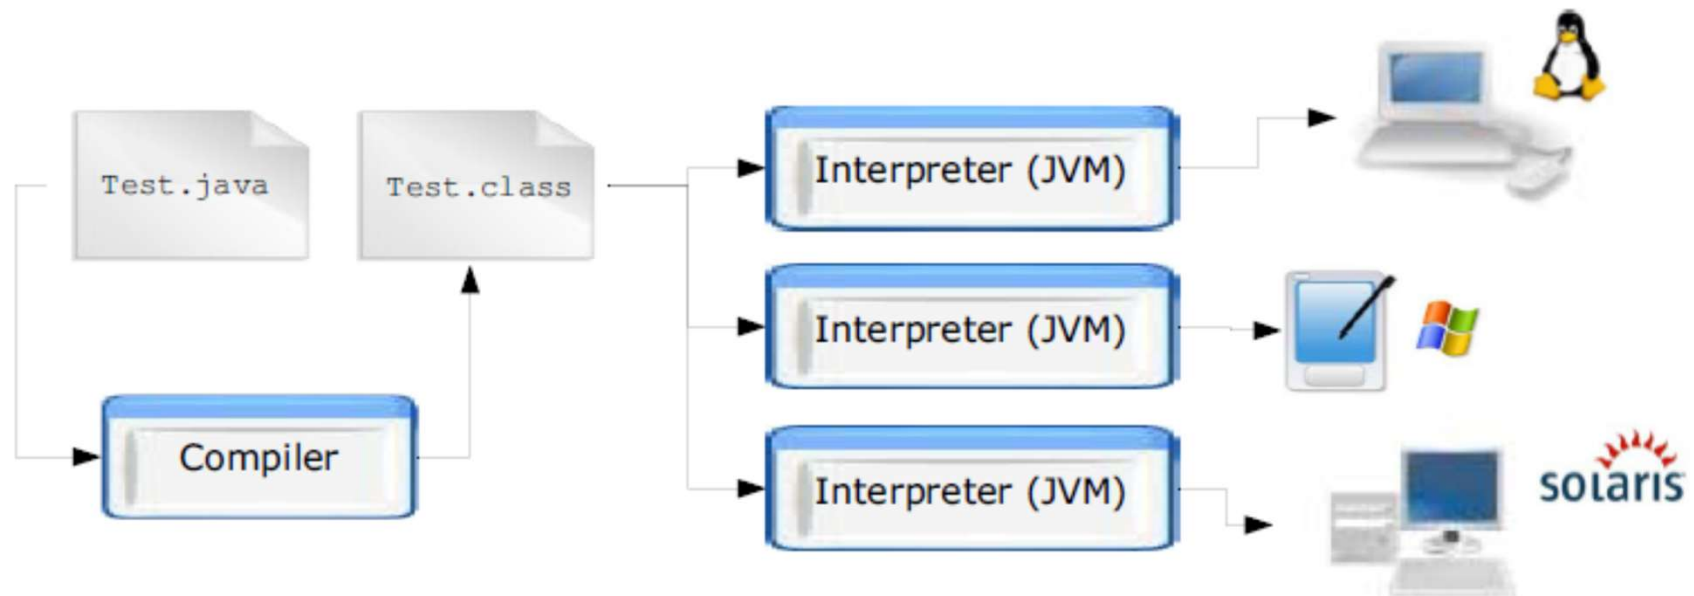 Test.java
Test.class
Compiler
Interpreter (JVM)
Interpreter (JVM)
Interpreter (JVM)
solaris